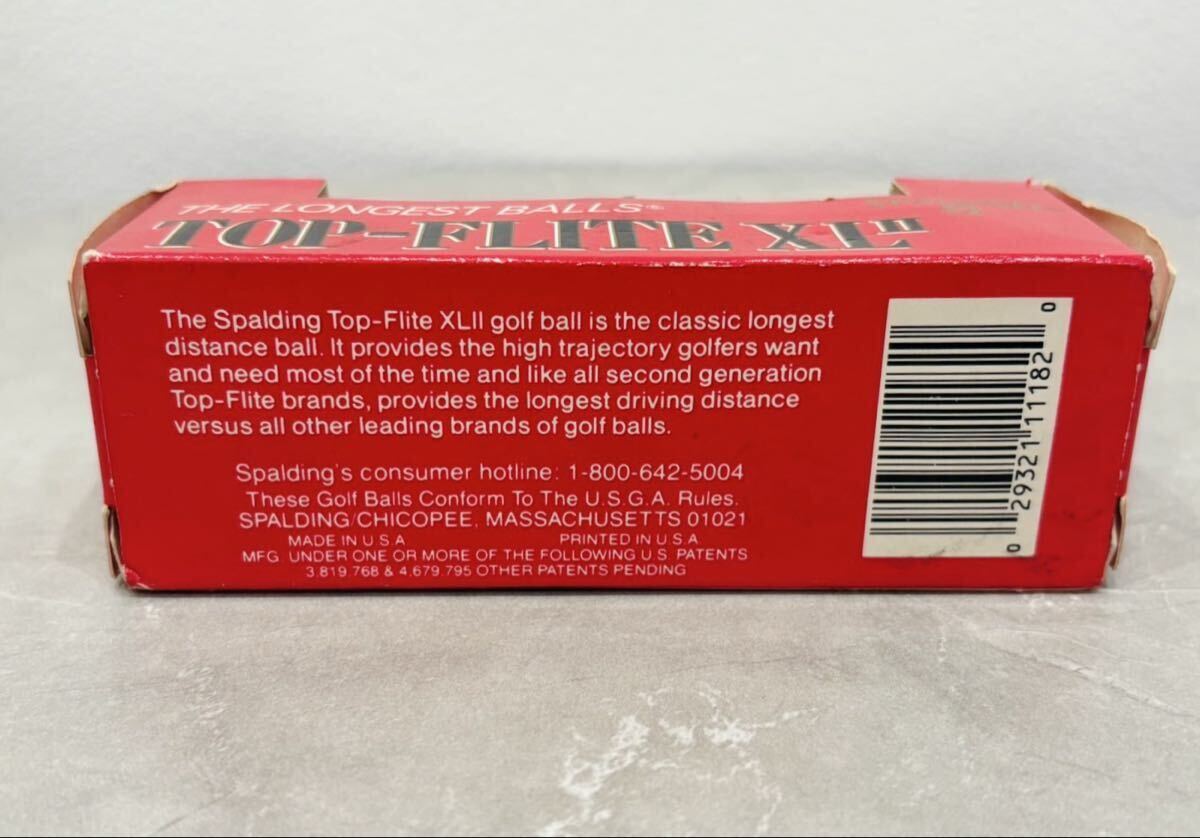 THE LONGEST BALLS®
TOP-FLITE XL II
The Spalding Top-Flite XLII golf ball is the classic longest
distance ball. It provides the high trajectory golfers want
and need most of the time and like all second generation
Top-Flite brands, provides the longest driving distance
versus all other leading brands of golf balls.
Spalding's consumer hotline: 1-800-642-5004
These Golf Balls Conform To The U.S.G.A. Rules.
SPALDING/CHICOPEE, MASSACHUSETTS 01021
MADE IN U.S.A PRINTED IN U.S.A.
MFG. UNDER ONE OR MORE OF THE FOLLOWING U.S. PATENTS
3,819,768 & 4,679,795 OTHER PATENTS PENDING
0 29321 11182 0